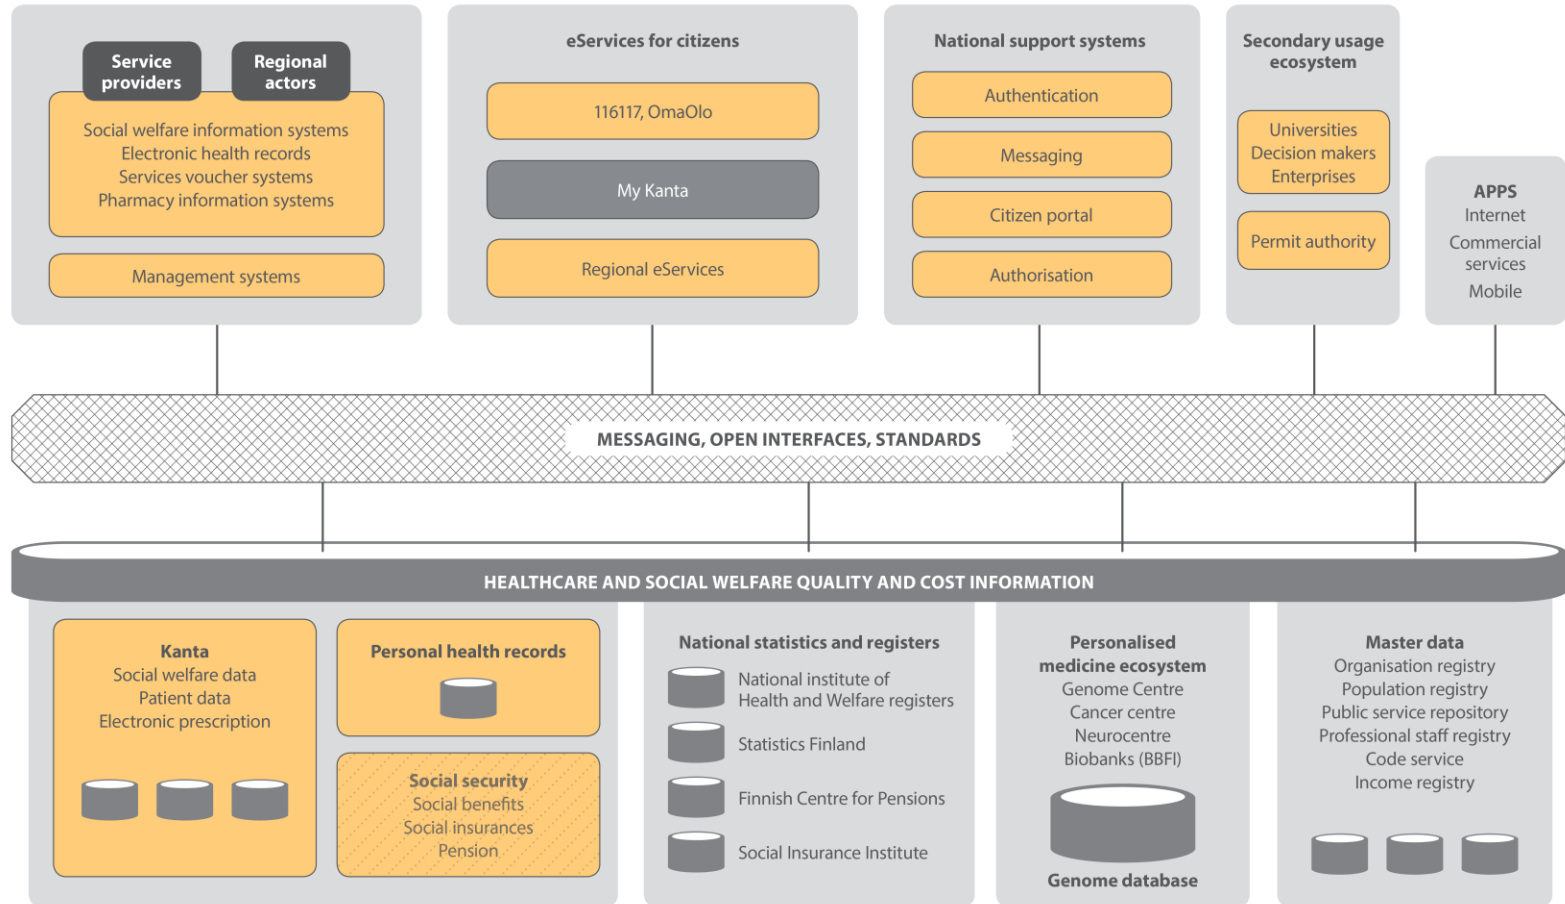 Service
providers
Regional
actors
Social welfare information systems
Electronic health records
Services voucher systems
Pharmacy information systems
Management systems
eServices for citizens
116117, OmaOlo
My Kanta
Regional eServices
National support systems
Authentication
Messaging
Citizen portal
Authorisation
Secondary usage
ecosystem
Universities
Decision makers
Enterprises
Permit authority
APPS
Internet
Commercial
services
Mobile
MESSAGING, OPEN INTERFACES, STANDARDS
HEALTHCARE AND SOCIAL WELFARE QUALITY AND COST INFORMATION
Kanta
Social welfare data
Patient data
Electronic prescription
Personal health records
Social security
Social benefits
Social insurances
Pension
National statistics and registers
National institute of
Health and Welfare registers
Statistics Finland
Finnish Centre for Pensions
Social Insurance Institute
Personalised
medicine ecosystem
Genome Centre
Cancer centre
Neurocentre
Biobanks (BBFI)
Genome database
Master data
Organisation registry
Population registry
Public service repository
Professional staff registry
Code service
Income registry